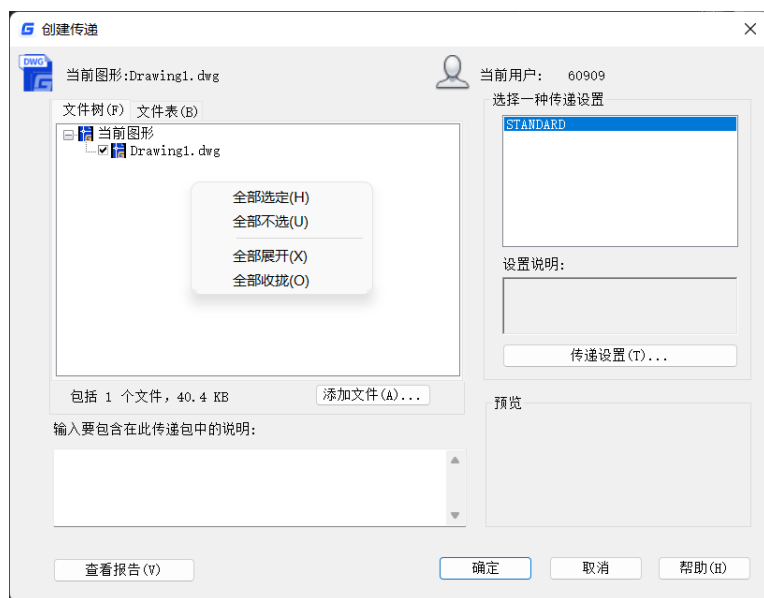 创建传递
DWG
当前图形:Drawing1.dwg
当前用户: 60909
文件树(F) 文件表(B)
当前图形
Drawing1.dwg
全部选定(H)
全部不选(U)
全部展开(X)
全部收拢(O)
包括 1 个文件，40.4 KB
添加文件(A)...
输入要包含在此传递包中的说明:
选择一种传递设置
STANDARD
设置说明:
传递设置(T)...
预览
查看报告(V)
确定
取消
帮助(H)